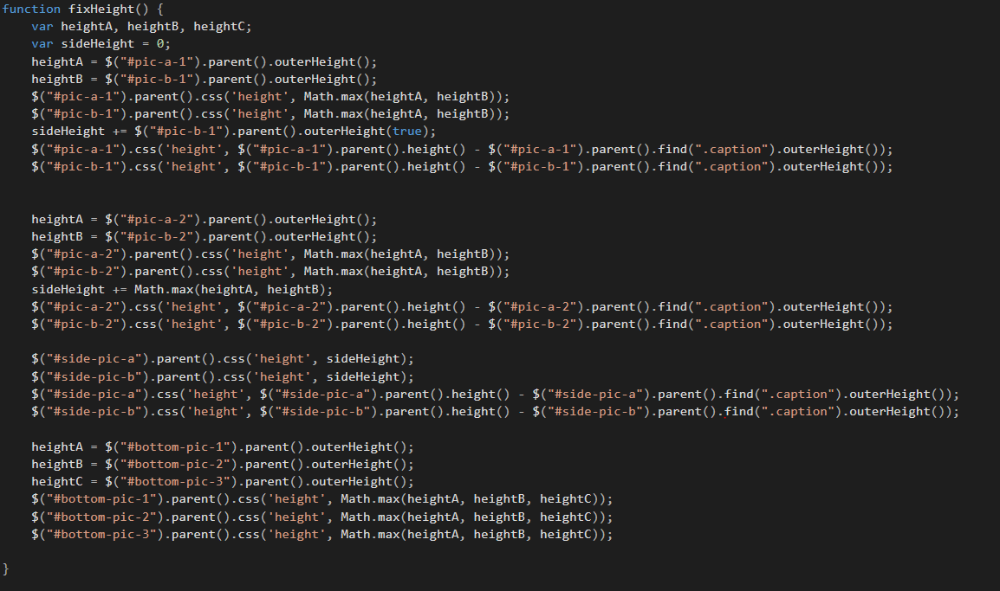 function fixHeight() {
    var heightA, heightB, heightC;
    var sideHeight = 0;
    heightA = $("#pic-a-1").parent().outerHeight();
    heightB = $("#pic-b-1").parent().outerHeight();
    $("#pic-a-1").parent().css('height', Math.max(heightA, heightB));
    $("#pic-b-1").parent().css('height', Math.max(heightA, heightB));
    sideHeight += $("#pic-b-1").parent().outerHeight(true);
    $("#pic-a-1").css('height', $("#pic-a-1").parent().height() - $("#pic-a-1").parent().find(".caption").outerHeight());
    $("#pic-b-1").css('height', $("#pic-b-1").parent().height() - $("#pic-b-1").parent().find(".caption").outerHeight());
    heightA = $("#pic-a-2").parent().outerHeight();
    heightB = $("#pic-b-2").parent().outerHeight();
    $("#pic-a-2").parent().css('height', Math.max(heightA, heightB));
    $("#pic-b-2").parent().css('height', Math.max(heightA, heightB));
    sideHeight += Math.max(heightA, heightB);
    $("#pic-a-2").css('height', $("#pic-a-2").parent().height() - $("#pic-a-2").parent().find(".caption").outerHeight());
    $("#pic-b-2").css('height', $("#pic-b-2").parent().height() - $("#pic-b-2").parent().find(".caption").outerHeight());
    $("#side-pic-a").parent().css('height', sideHeight);
    $("#side-pic-b").parent().css('height', sideHeight);
    $("#side-pic-a").css('height', $("#side-pic-a").parent().height() - $("#side-pic-a").parent().find(".caption").outerHeight());
    $("#side-pic-b").css('height', $("#side-pic-b").parent().height() - $("#side-pic-b").parent().find(".caption").outerHeight());
    heightA = $("#bottom-pic-1").parent().outerHeight();
    heightB = $("#bottom-pic-2").parent().outerHeight();
    heightC = $("#bottom-pic-3").parent().outerHeight();
    $("#bottom-pic-1").parent().css('height', Math.max(heightA, heightB, heightC));
    $("#bottom-pic-2").parent().css('height', Math.max(heightA, heightB, heightC));
    $("#bottom-pic-3").parent().css('height', Math.max(heightA, heightB, heightC));
}